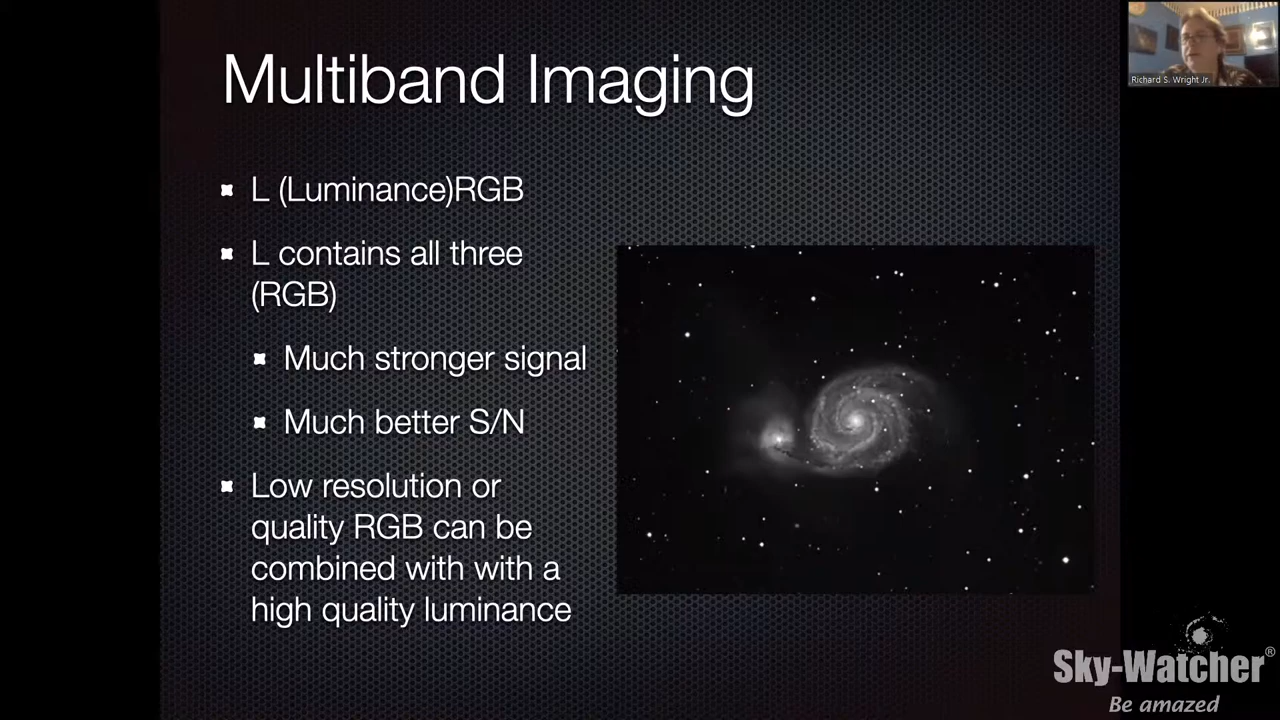 Multiband Imaging
L (Luminance)RGB
L contains all three
(RGB)
Much stronger signal
Much better S/N
Low resolution or
quality RGB can be
combined with with a
high quality luminance
Richard S. Wright Jr.
Sky-Watcher®
Be amazed